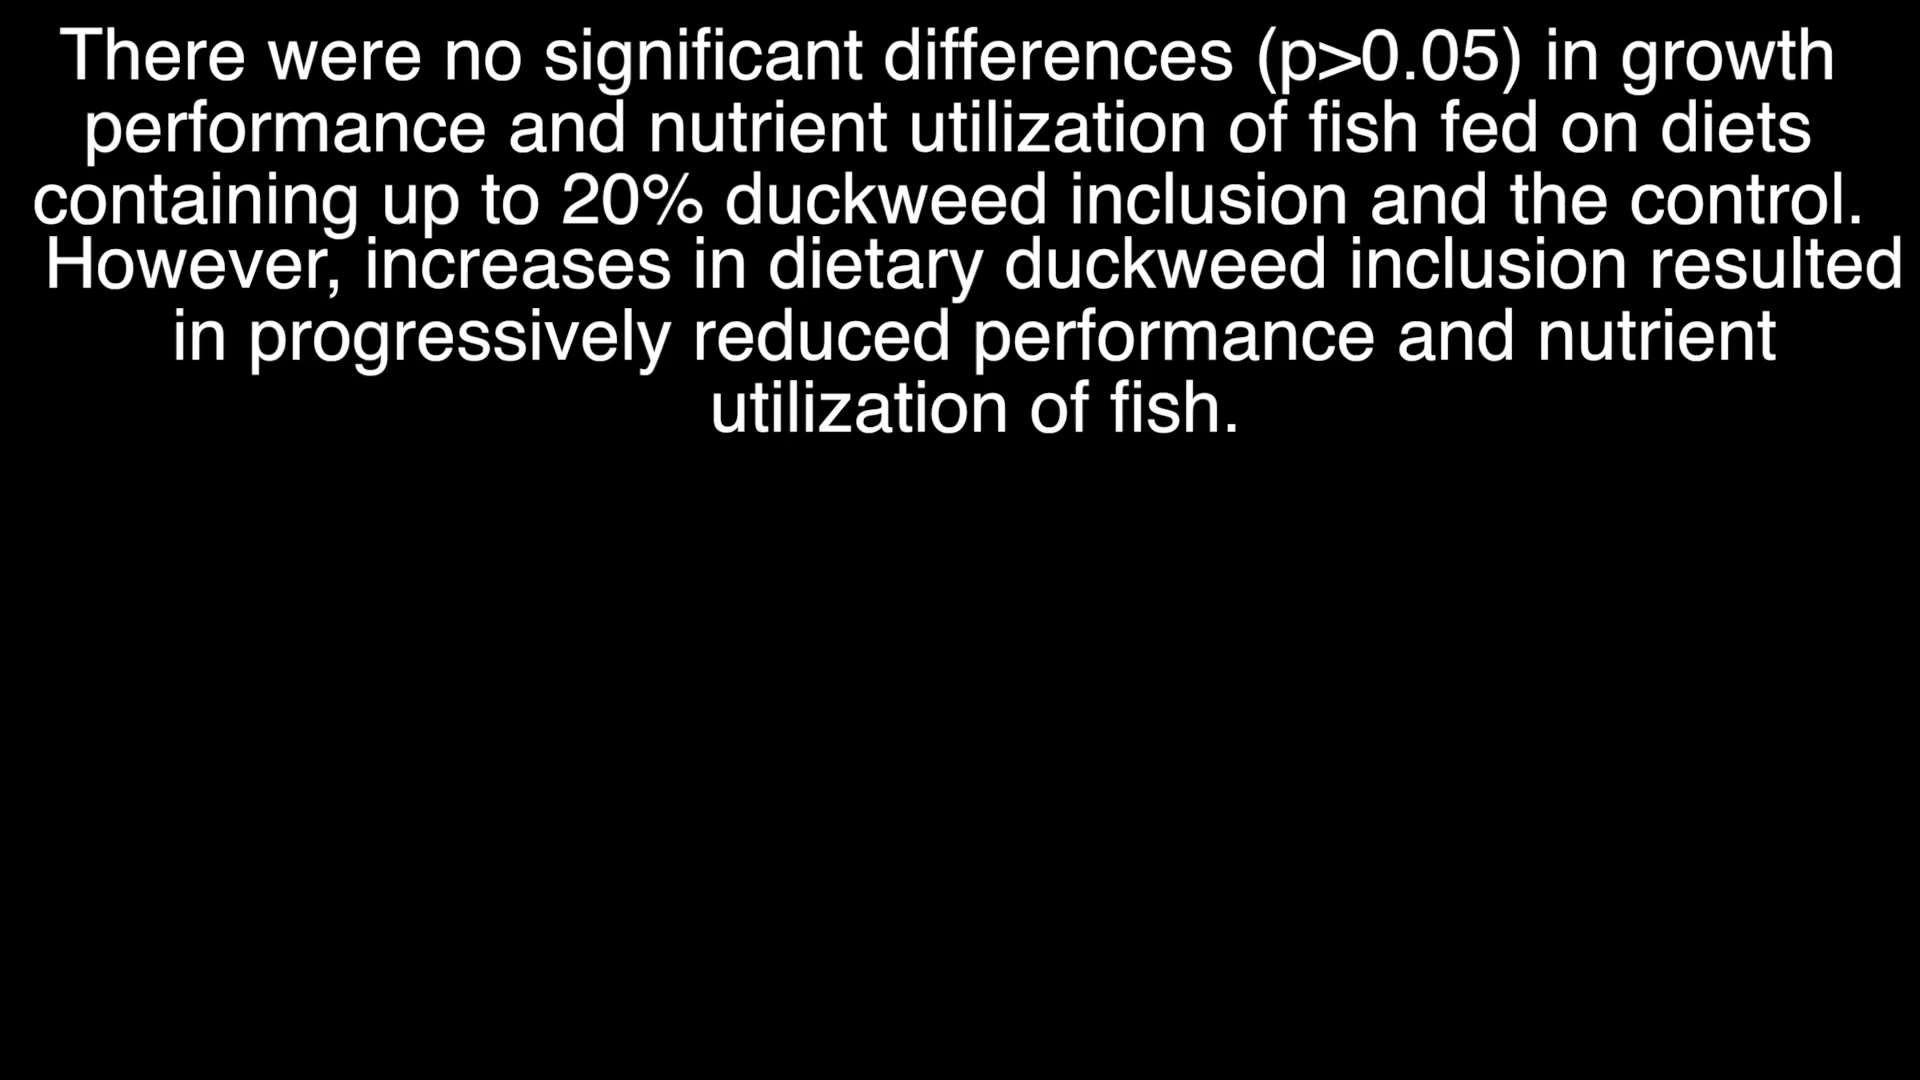 There were no significant differences (p>0.05) in growth
performance and nutrient utilization of fish fed on diets
containing up to 20% duckweed inclusion and the control.
However, increases in dietary duckweed inclusion resulted
in progressively reduced performance and nutrient
utilization of fish.